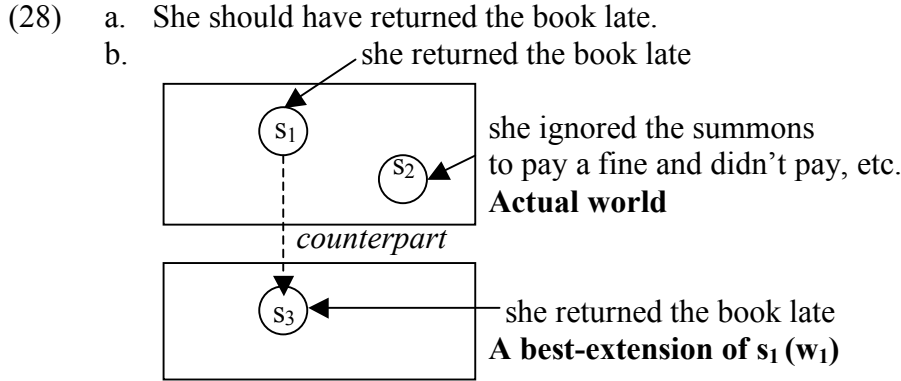 (28) a. She should have returned the book late.
b. she returned the book late
s1
s2
she ignored the summons
to pay a fine and didn’t pay, etc.
Actual world
counterpart
s3
she returned the book late
A best-extension of s1 (w1)